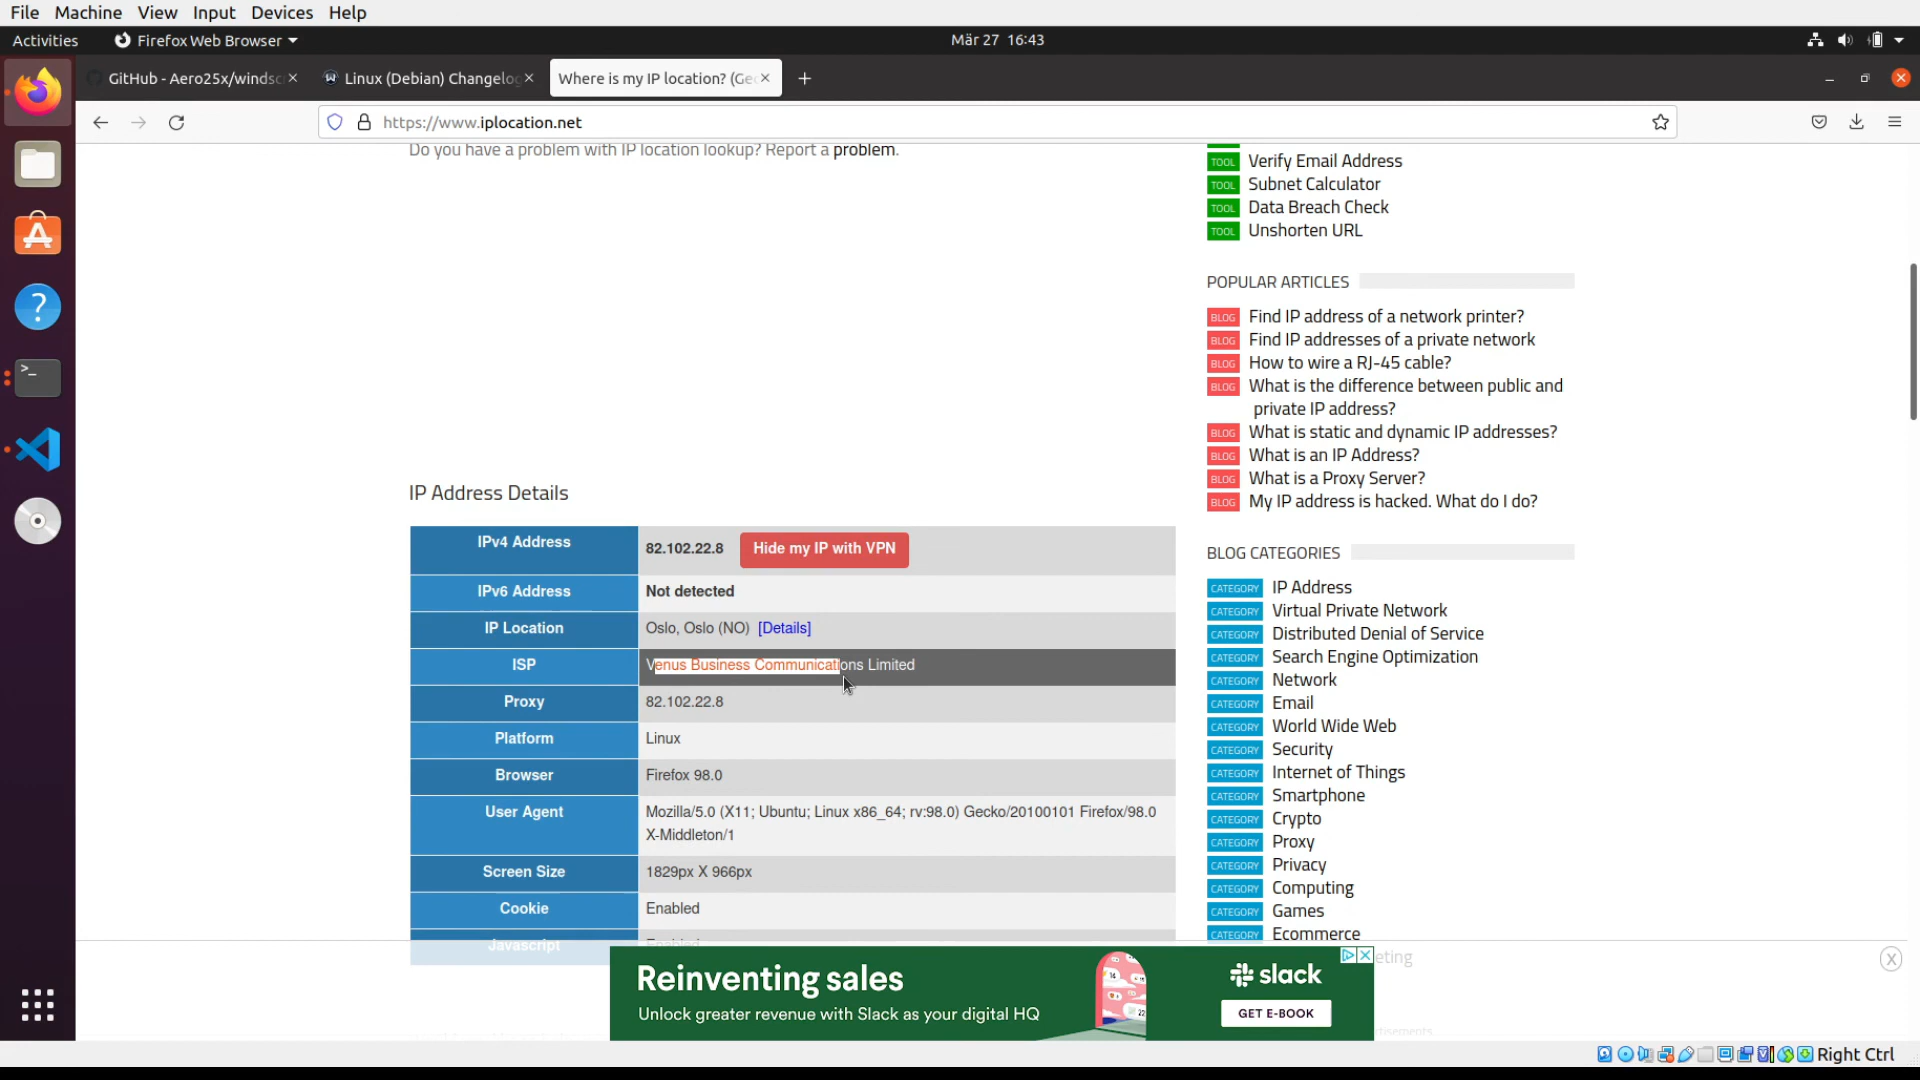 File Machine View Input Devices Help
Activities Firefox Web Browser Mär 27 16:43
GitHub - Aero25x/windsc × Linux (Debian) Changelog × Where is my IP location? (Geo ×
https://www.iplocation.net
Do you have a problem with IP location lookup? Report a problem.
TOOL Verify Email Address
TOOL Subnet Calculator
TOOL Data Breach Check
TOOL Unshorten URL
POPULAR ARTICLES
BLOG Find IP address of a network printer?
BLOG Find IP addresses of a private network
BLOG How to wire a RJ-45 cable?
BLOG What is the difference between public and
private IP address?
BLOG What is static and dynamic IP addresses?
BLOG What is an IP Address?
BLOG What is a Proxy Server?
BLOG My IP address is hacked. What do I do?
IP Address Details
IPv4 Address 82.102.22.8 Hide my IP with VPN
IPv6 Address Not detected
IP Location Oslo, Oslo (NO) [Details]
ISP Venus Business Communications Limited
Proxy 82.102.22.8
Platform Linux
Browser Firefox 98.0
User Agent Mozilla/5.0 (X11; Ubuntu; Linux x86_64; rv:98.0) Gecko/20100101 Firefox/98.0
X-Middleton/1
Screen Size 1829px X 966px
Cookie Enabled
Javascript Enabled
BLOG CATEGORIES
CATEGORY IP Address
CATEGORY Virtual Private Network
CATEGORY Distributed Denial of Service
CATEGORY Search Engine Optimization
CATEGORY Network
CATEGORY Email
CATEGORY World Wide Web
CATEGORY Security
CATEGORY Internet of Things
CATEGORY Smartphone
CATEGORY Crypto
CATEGORY Proxy
CATEGORY Privacy
CATEGORY Computing
CATEGORY Games
CATEGORY Ecommerce
eting
Reinventing sales
Unlock greater revenue with Slack as your digital HQ
slack
GET E-BOOK
Right Ctrl